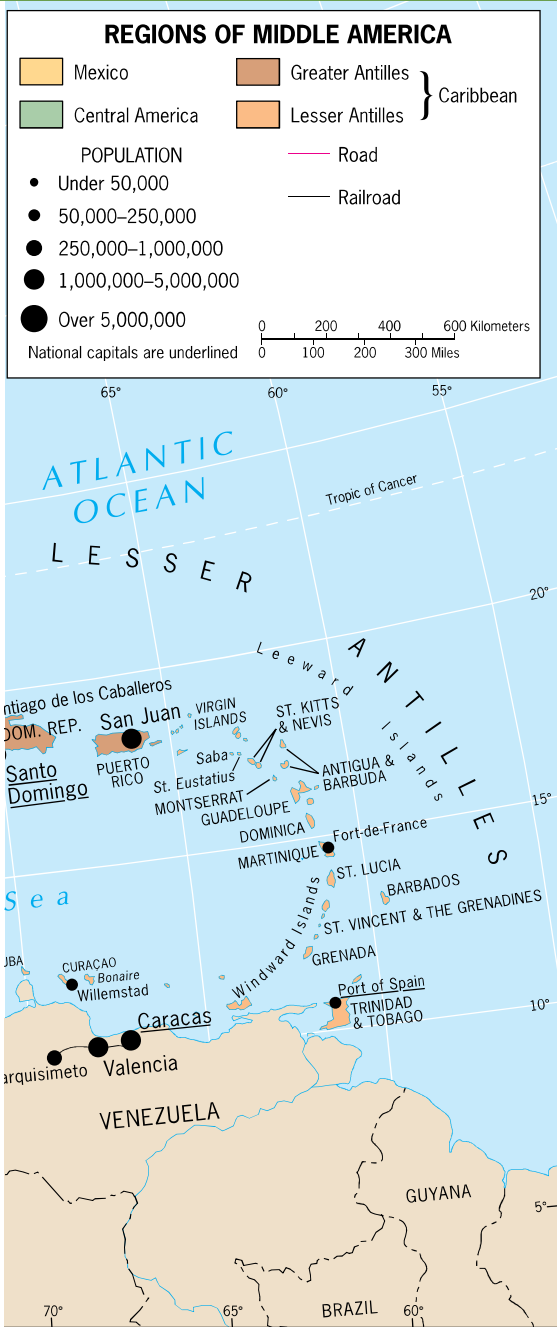 REGIONS OF MIDDLE AMERICA
Mexico
Central America
Greater Antilles
Lesser Antilles
} Caribbean
POPULATION
Under 50,000
50,000–250,000
250,000–1,000,000
1,000,000–5,000,000
Over 5,000,000
National capitals are underlined
Road
Railroad
0 200 400 600 Kilometers
0 100 200 300 Miles
65° 60° 55°
ATLANTIC
OCEAN
Tropic of Cancer
LESSER
ANTILLES
20°
Leeward
Islands
ntiago de los Caballeros
DOM. REP.
San Juan
VIRGIN
ISLANDS
ST. KITTS
& NEVIS
Santo
Domingo
PUERTO
RICO
Saba
St. Eustatius
ANTIGUA &
BARBUDA
MONTSERRAT
GUADELOUPE
15°
DOMINICA
Fort-de-France
MARTINIQUE
ST. LUCIA
BARBADOS
Sea
ST. VINCENT & THE GRENADINES
Windward Islands
GRENADA
UBA
CURAÇAO
Bonaire
Willemstad
Port of Spain
TRINIDAD
& TOBAGO
10°
Caracas
arquisimeto
Valencia
VENEZUELA
GUYANA
5°
BRAZIL
70° 65° 60°